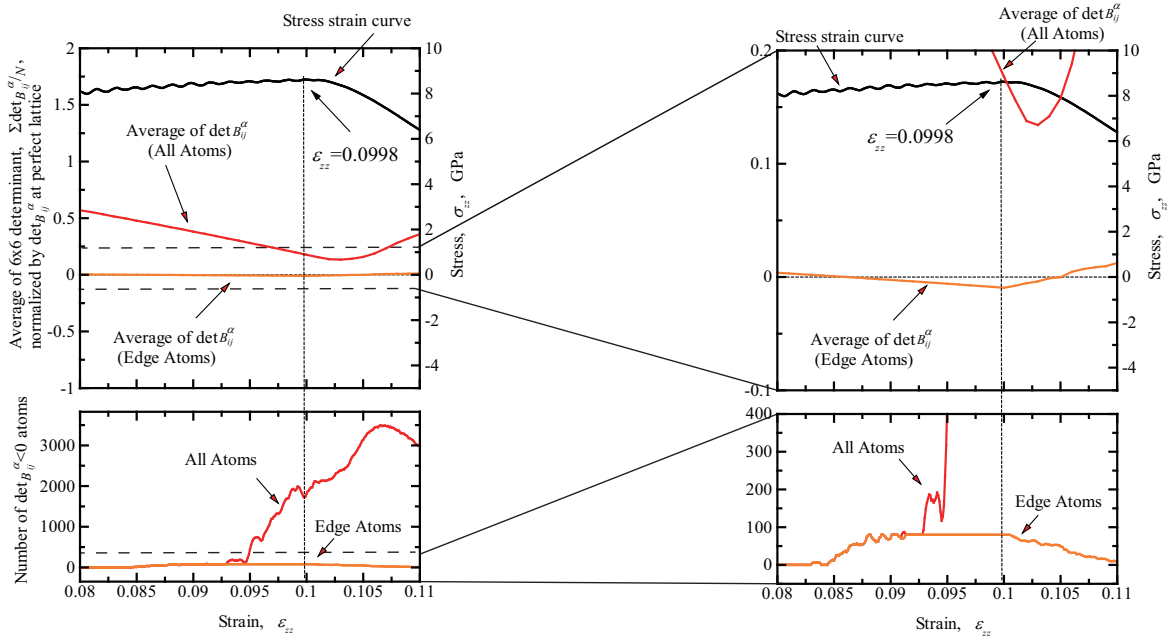 Stress strain curve
2
1.5
1
0.5
0
-0.5
-1
10
8
6
4
2
0
-2
-4
Average of 6x6 determinant, Σdet B_ij^α/N,
normalized by det B_ij^α at perfect lattice
Stress, σ_zz, GPa
Average of det B_ij^α
(All Atoms)
ε_zz=0.0998
Average of det B_ij^α
(Edge Atoms)
Number of det B_ij^α<0 atoms
3000
2000
1000
0
All Atoms
Edge Atoms
0.08 0.085 0.09 0.095 0.1 0.105 0.11
Strain, ε_zz
Average of det B_ij^α
(All Atoms)
Stress strain curve
0.2
0.1
0
-0.1
10
8
6
4
2
0
-2
-4
Stress, σ_zz, GPa
ε_zz=0.0998
Average of det B_ij^α
(Edge Atoms)
400
300
200
100
0
All Atoms
Edge Atoms
0.08 0.085 0.09 0.095 0.1 0.105 0.11
Strain, ε_zz